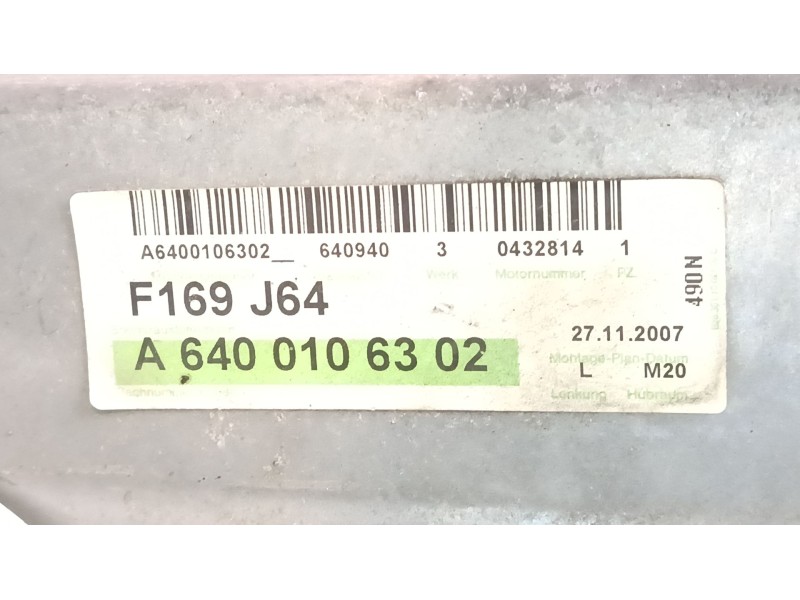 A6400106302__ 640940 3 0432814 1
Werk Motornummer PZ
F169 J64
490N
27.11.2007
A 640 010 63 02
Montage-Plan-Datum
L M20
Lenkung Hubraum